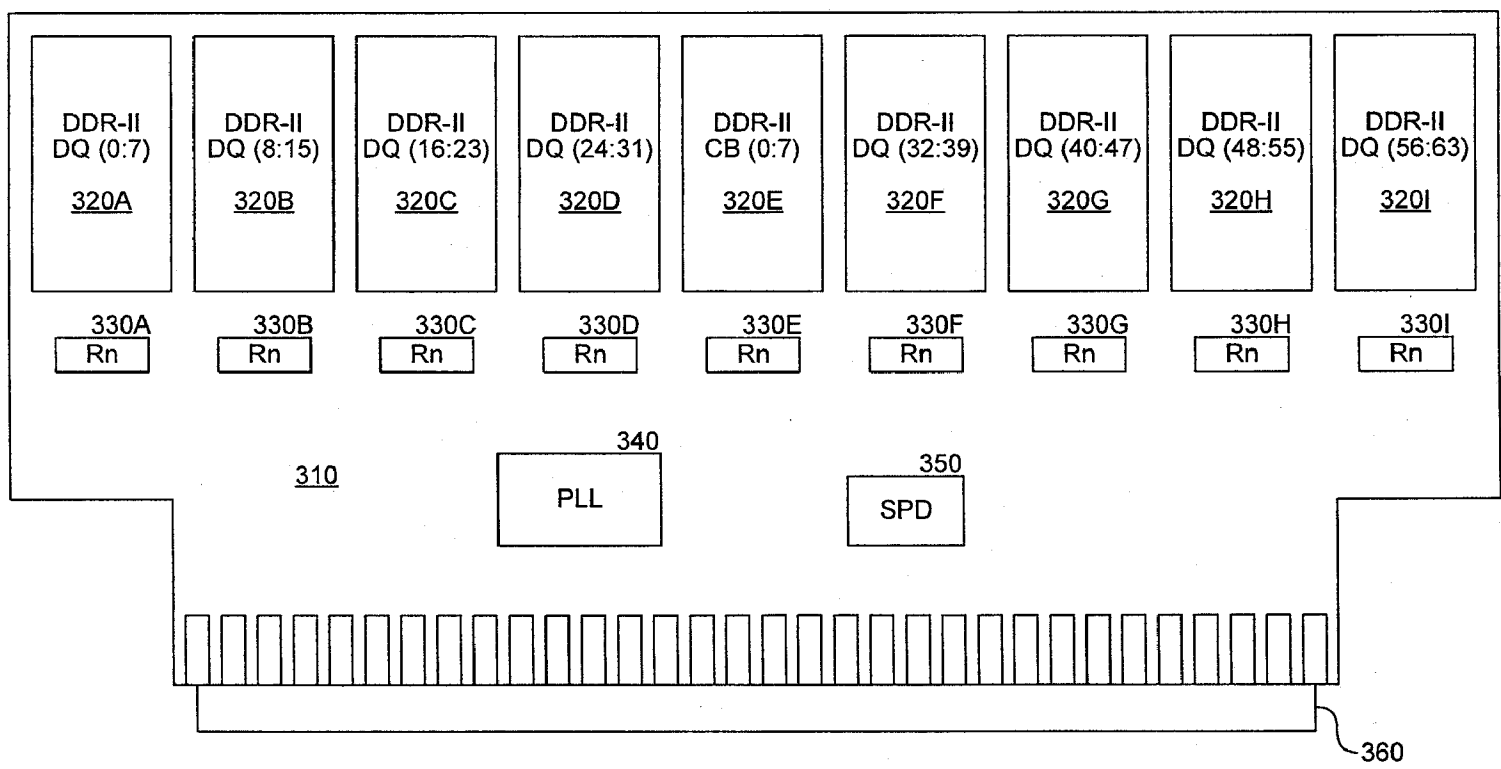 DDR-II DQ (0:7) 320A
DDR-II DQ (8:15) 320B
DDR-II DQ (16:23) 320C
DDR-II DQ (24:31) 320D
DDR-II CB (0:7) 320E
DDR-II DQ (32:39) 320F
DDR-II DQ (40:47) 320G
DDR-II DQ (48:55) 320H
DDR-II DQ (56:63) 320I
330A 330B 330C 330D 330E 330F 330G 330H 330I
Rn Rn Rn Rn Rn Rn Rn Rn Rn
340
310
350
PLL
SPD
360